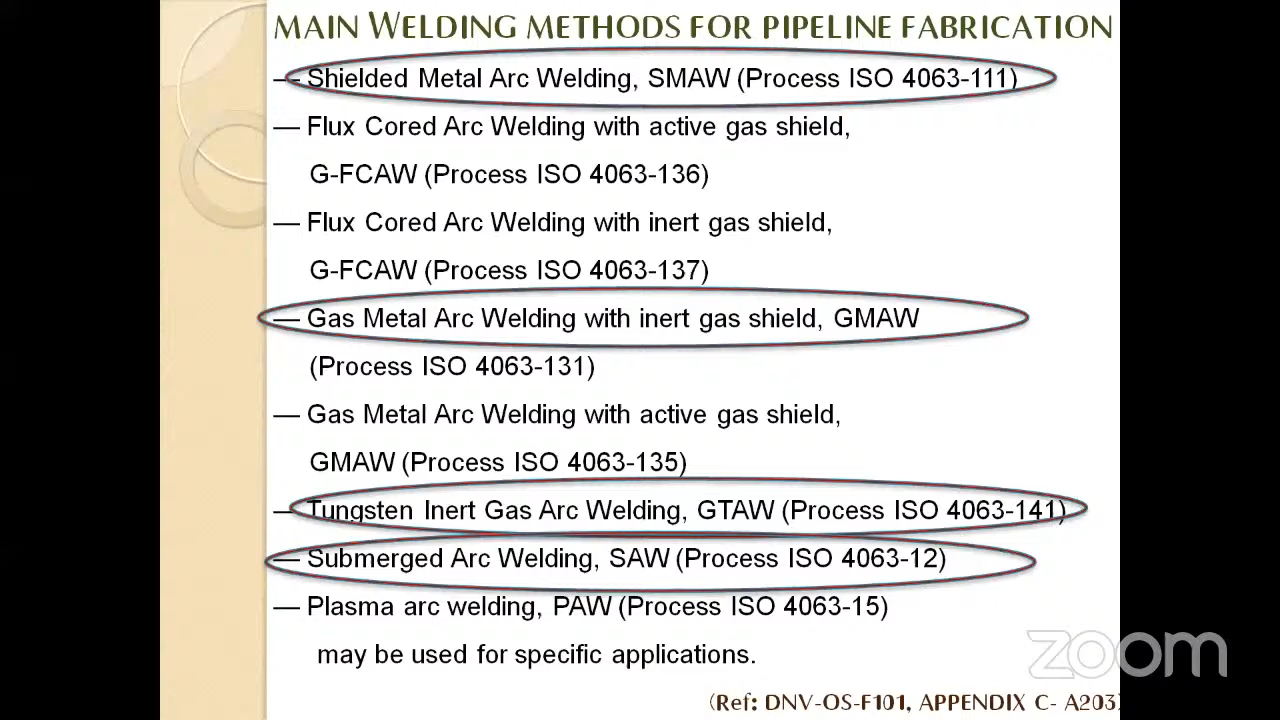 MAIN WELDING METHODS FOR PIPELINE FABRICATION
— Shielded Metal Arc Welding, SMAW (Process ISO 4063-111)
— Flux Cored Arc Welding with active gas shield,
G-FCAW (Process ISO 4063-136)
— Flux Cored Arc Welding with inert gas shield,
G-FCAW (Process ISO 4063-137)
— Gas Metal Arc Welding with inert gas shield, GMAW
(Process ISO 4063-131)
— Gas Metal Arc Welding with active gas shield,
GMAW (Process ISO 4063-135)
— Tungsten Inert Gas Arc Welding, GTAW (Process ISO 4063-141)
— Submerged Arc Welding, SAW (Process ISO 4063-12)
— Plasma arc welding, PAW (Process ISO 4063-15)
may be used for specific applications.
zoom
(Ref: DNV-OS-F101, APPENDIX C- A203)